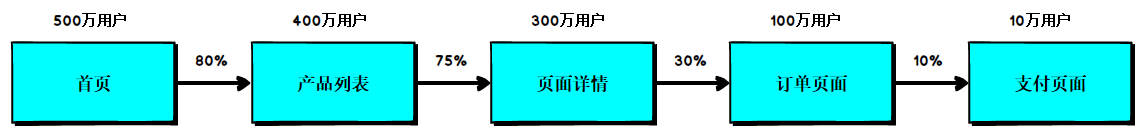 500万用户 400万用户 300万用户 100万用户 10万用户
80% 75% 30% 10%
首页 产品列表 页面详情 订单页面 支付页面